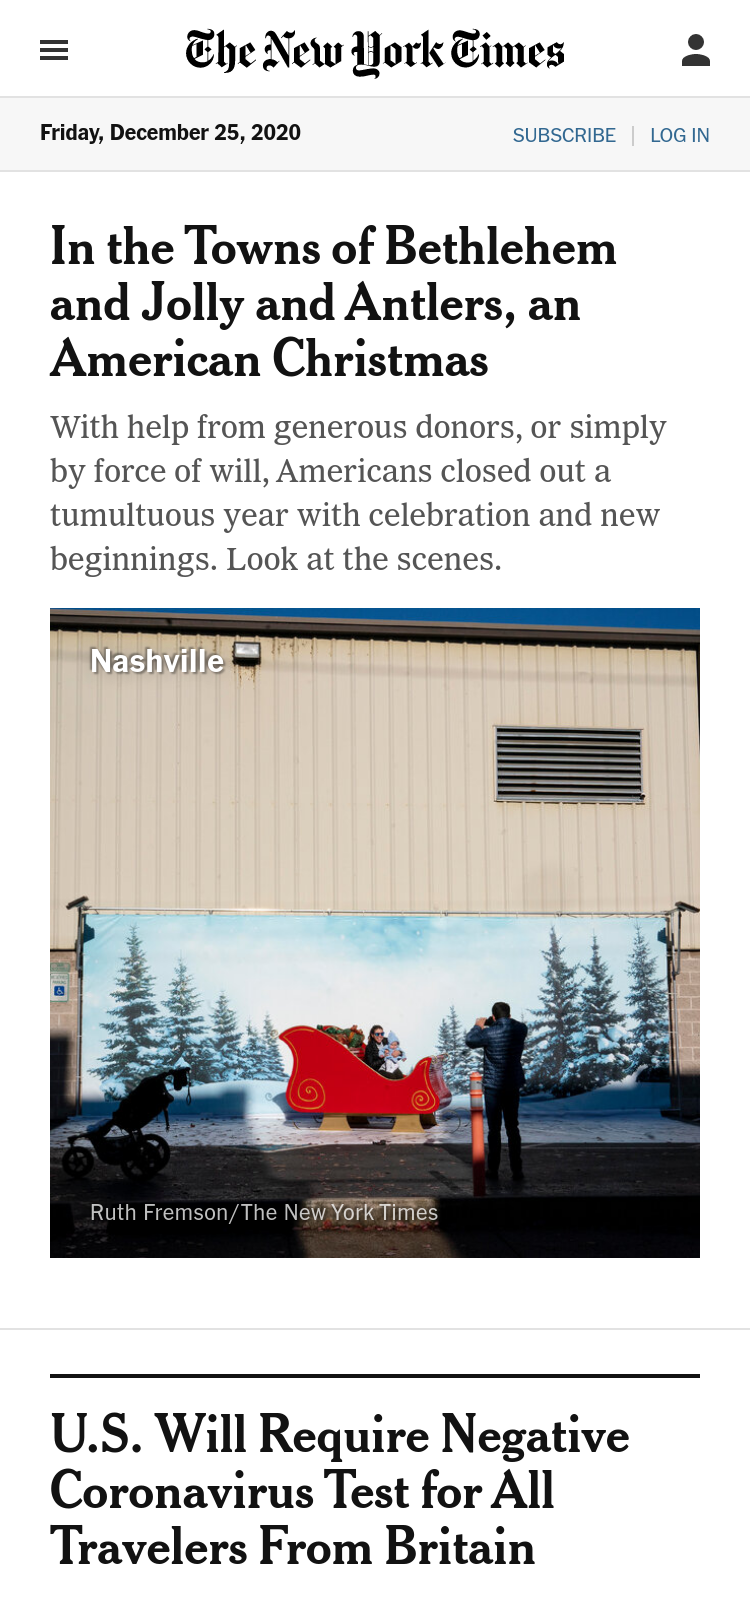 The New York Times
Friday, December 25, 2020
SUBSCRIBE | LOG IN
In the Towns of Bethlehem
and Jolly and Antlers, an
American Christmas
With help from generous donors, or simply
by force of will, Americans closed out a
tumultuous year with celebration and new
beginnings. Look at the scenes.
Nashville
Ruth Fremson/The New York Times
U.S. Will Require Negative
Coronavirus Test for All
Travelers From Britain